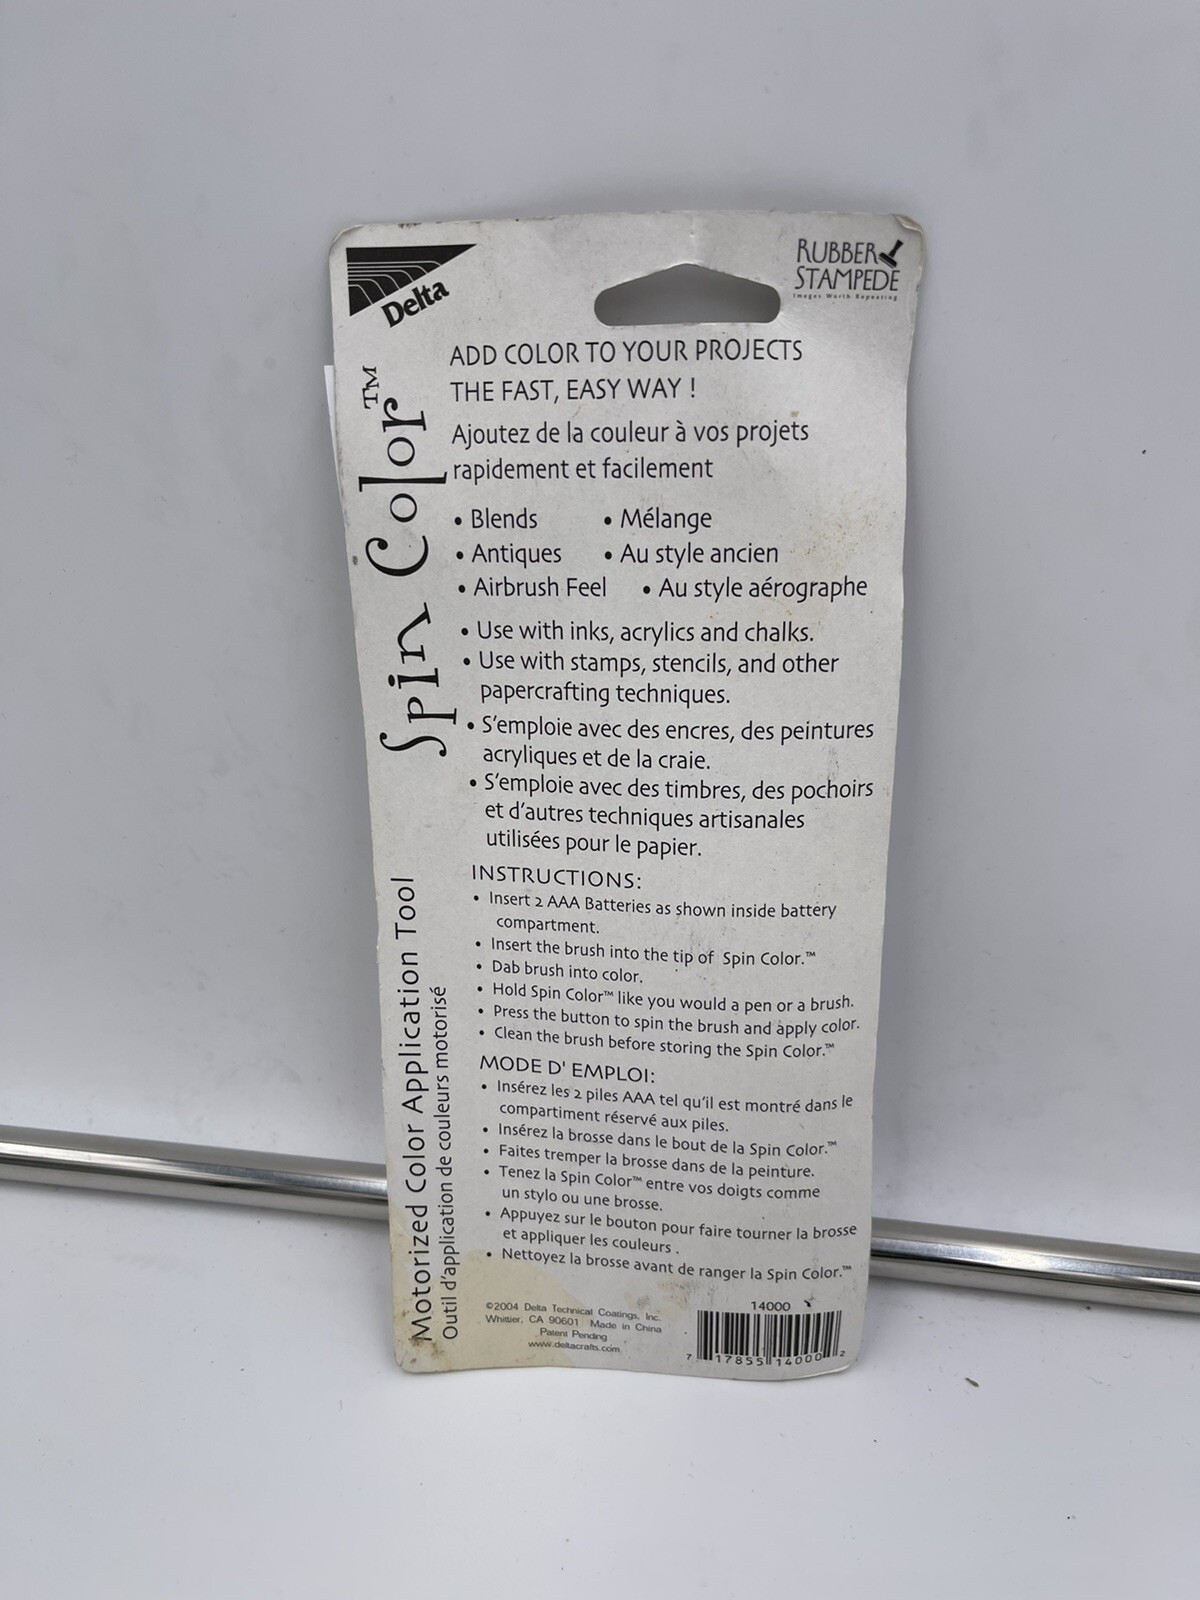 Delta
RUBBER
STAMPEDE
Images Worth Repeating
Spin Color™
Motorized Color Application Tool
Outil d'application de couleurs motorisé
ADD COLOR TO YOUR PROJECTS
THE FAST, EASY WAY !
Ajoutez de la couleur à vos projets
rapidement et facilement
• Blends • Mélange
• Antiques • Au style ancien
• Airbrush Feel • Au style aérographe
• Use with inks, acrylics and chalks.
• Use with stamps, stencils, and other
papercrafting techniques.
• S'emploie avec des encres, des peintures
acryliques et de la craie.
• S'emploie avec des timbres, des pochoirs
et d'autres techniques artisanales
utilisées pour le papier.
INSTRUCTIONS:
• Insert 2 AAA Batteries as shown inside battery
compartment.
• Insert the brush into the tip of Spin Color.™
• Dab brush into color.
• Hold Spin Color™ like you would a pen or a brush.
• Press the button to spin the brush and apply color.
• Clean the brush before storing the Spin Color.™
MODE D' EMPLOI:
• Insérez les 2 piles AAA tel qu'il est montré dans le
compartiment réservé aux piles.
• Insérez la brosse dans le bout de la Spin Color.™
• Faites tremper la brosse dans de la peinture.
• Tenez la Spin Color™ entre vos doigts comme
un stylo ou une brosse.
• Appuyez sur le bouton pour faire tourner la brosse
et appliquer les couleurs .
• Nettoyez la brosse avant de ranger la Spin Color.™
©2004 Delta Technical Coatings, Inc.
Whittier, CA 90601 Made in China
Patent Pending
www.deltacrafts.com
14000
7 17855 14000 2